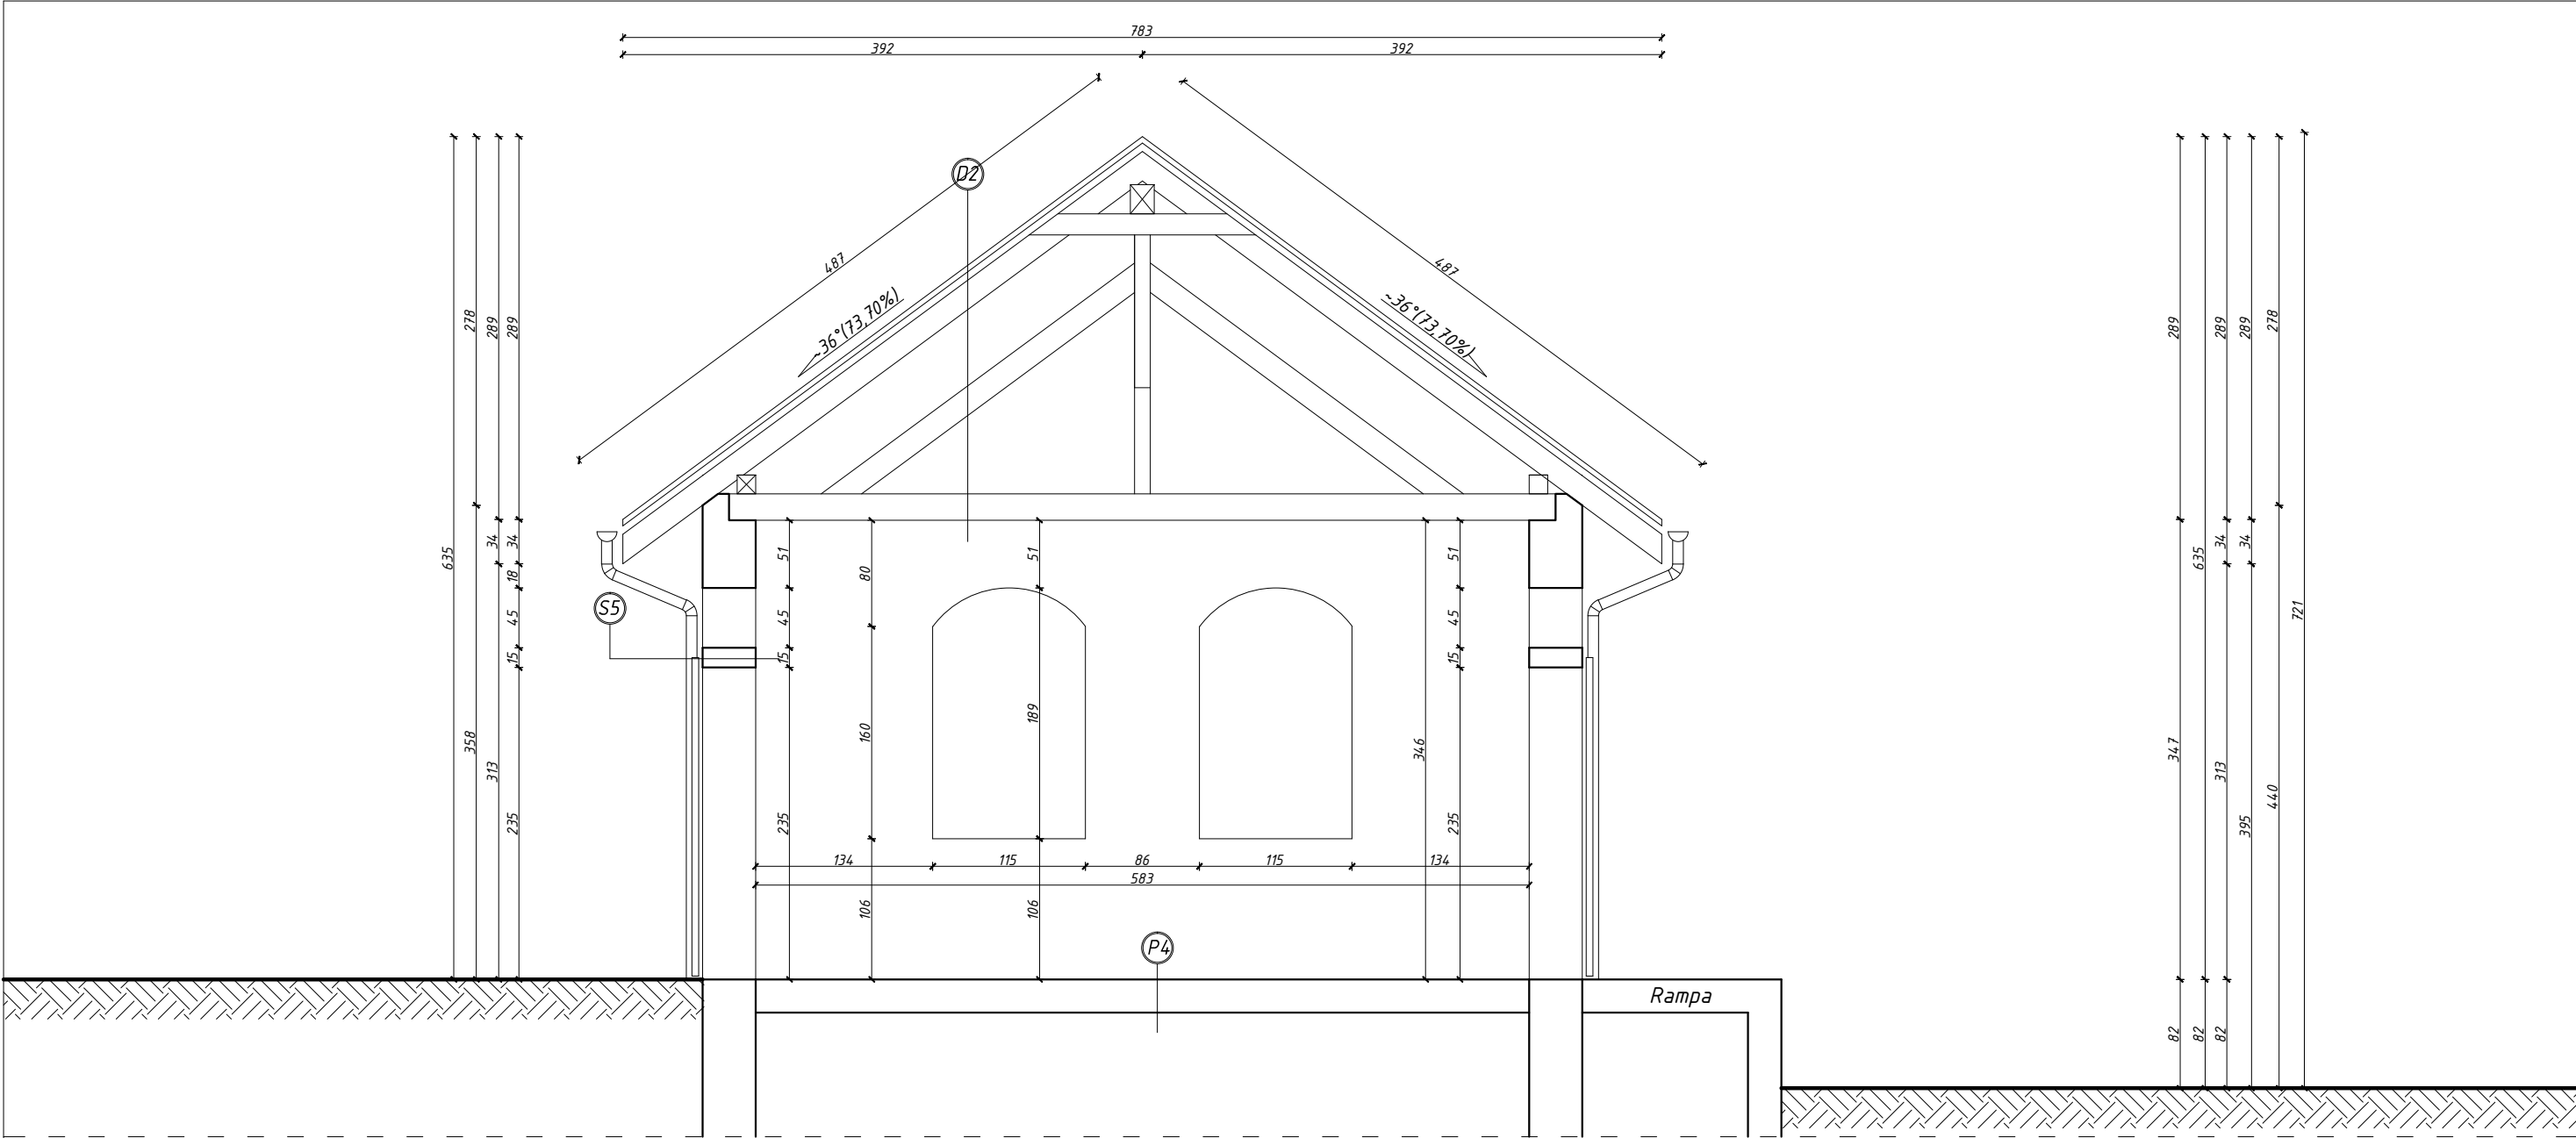 783
392 392
D2
487 487
~36°(73,70%) ~36°(73,70%)
278 289 289
289 289 289 278
635 34 34 18 45 15
358 313 235
S5
51 80 51 51
45 45
15 15
160 189 346
235 235
134 115 86 115 134
583
106 106
P4
Rampa
635 34 34 721
347 313 395 440
82 82 82